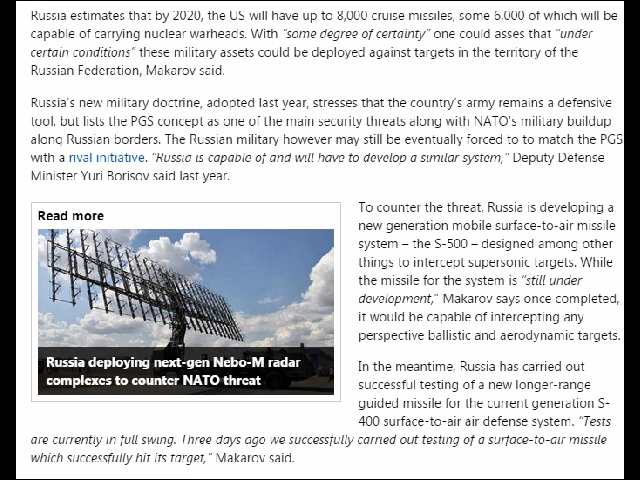 Russia estimates that by 2020, the US will have up to 8,000 cruise missiles, some 6,000 of which will be
capable of carrying nuclear warheads. With “some degree of certainty” one could asses that “under
certain conditions” these military assets could be deployed against targets in the territory of the
Russian Federation, Makarov said.
Russia’s new military doctrine, adopted last year, stresses that the country’s army remains a defensive
tool, but lists the PGS concept as one of the main security threats along with NATO’s military buildup
along Russian borders. The Russian military however may still be eventually forced to to match the PGS
with a rival initiative. “Russia is capable of and will have to develop a similar system,” Deputy Defense
Minister Yuri Borisov said last year.
Read more
Russia deploying next-gen Nebo-M radar
complexes to counter NATO threat
To counter the threat, Russia is developing a
new generation mobile surface-to-air missile
system – the S-500 – designed among other
things to intercept supersonic targets. While
the missile for the system is “still under
development,” Makarov says once completed,
it would be capable of intercepting any
perspective ballistic and aerodynamic targets.
In the meantime, Russia has carried out
successful testing of a new longer-range
guided missile for the current generation S-
400 surface-to-air air defense system. “Tests
are currently in full swing. Three days ago we successfully carried out testing of a surface-to-air missile
which successfully hit its target,” Makarov said.